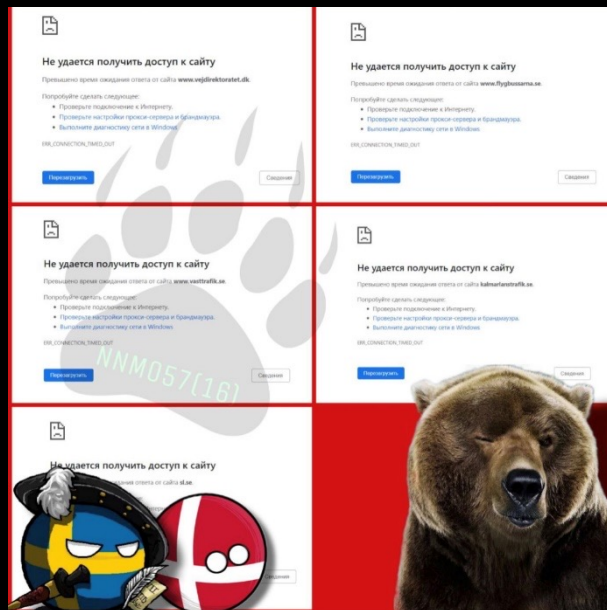 Не удается получить доступ к сайту
Превышено время ожидания ответа от сайта www.vejdirektoratet.dk.
Попробуйте сделать следующее:
Проверьте подключение к Интернету.
Проверьте настройки прокси-сервера и брандмауэра.
Выполните диагностику сети в Windows
ERR_CONNECTION_TIMED_OUT
Перезагрузить
Сведения
Не удается получить доступ к сайту
Превышено время ожидания ответа от сайта www.flygbussarna.se.
Попробуйте сделать следующее:
Проверьте подключение к Интернету.
Проверьте настройки прокси-сервера и брандмауэра.
Выполните диагностику сети в Windows
ERR_CONNECTION_TIMED_OUT
Перезагрузить
Сведения
Не удается получить доступ к сайту
Превышено время ожидания ответа от сайта www.vasttrafik.se.
Попробуйте сделать следующее:
Проверьте подключение к Интернету.
Проверьте настройки прокси-сервера и брандмауэра.
Выполните диагностику сети в Windows
ERR_CONNECTION_TIMED_OUT
Перезагрузить
Сведения
NNM057(16)
Не удается получить доступ к сайту
Превышено время ожидания ответа от сайта kalmarlanstrafik.se.
Попробуйте сделать следующее:
Проверьте подключение к Интернету.
Проверьте настройки прокси-сервера и брандмауэра.
Выполните диагностику сети в Windows
ERR_CONNECTION_TIMED_OUT
Перезагрузить
Сведения
Не удается получить доступ к сайту
ответа от сайта sl.se.